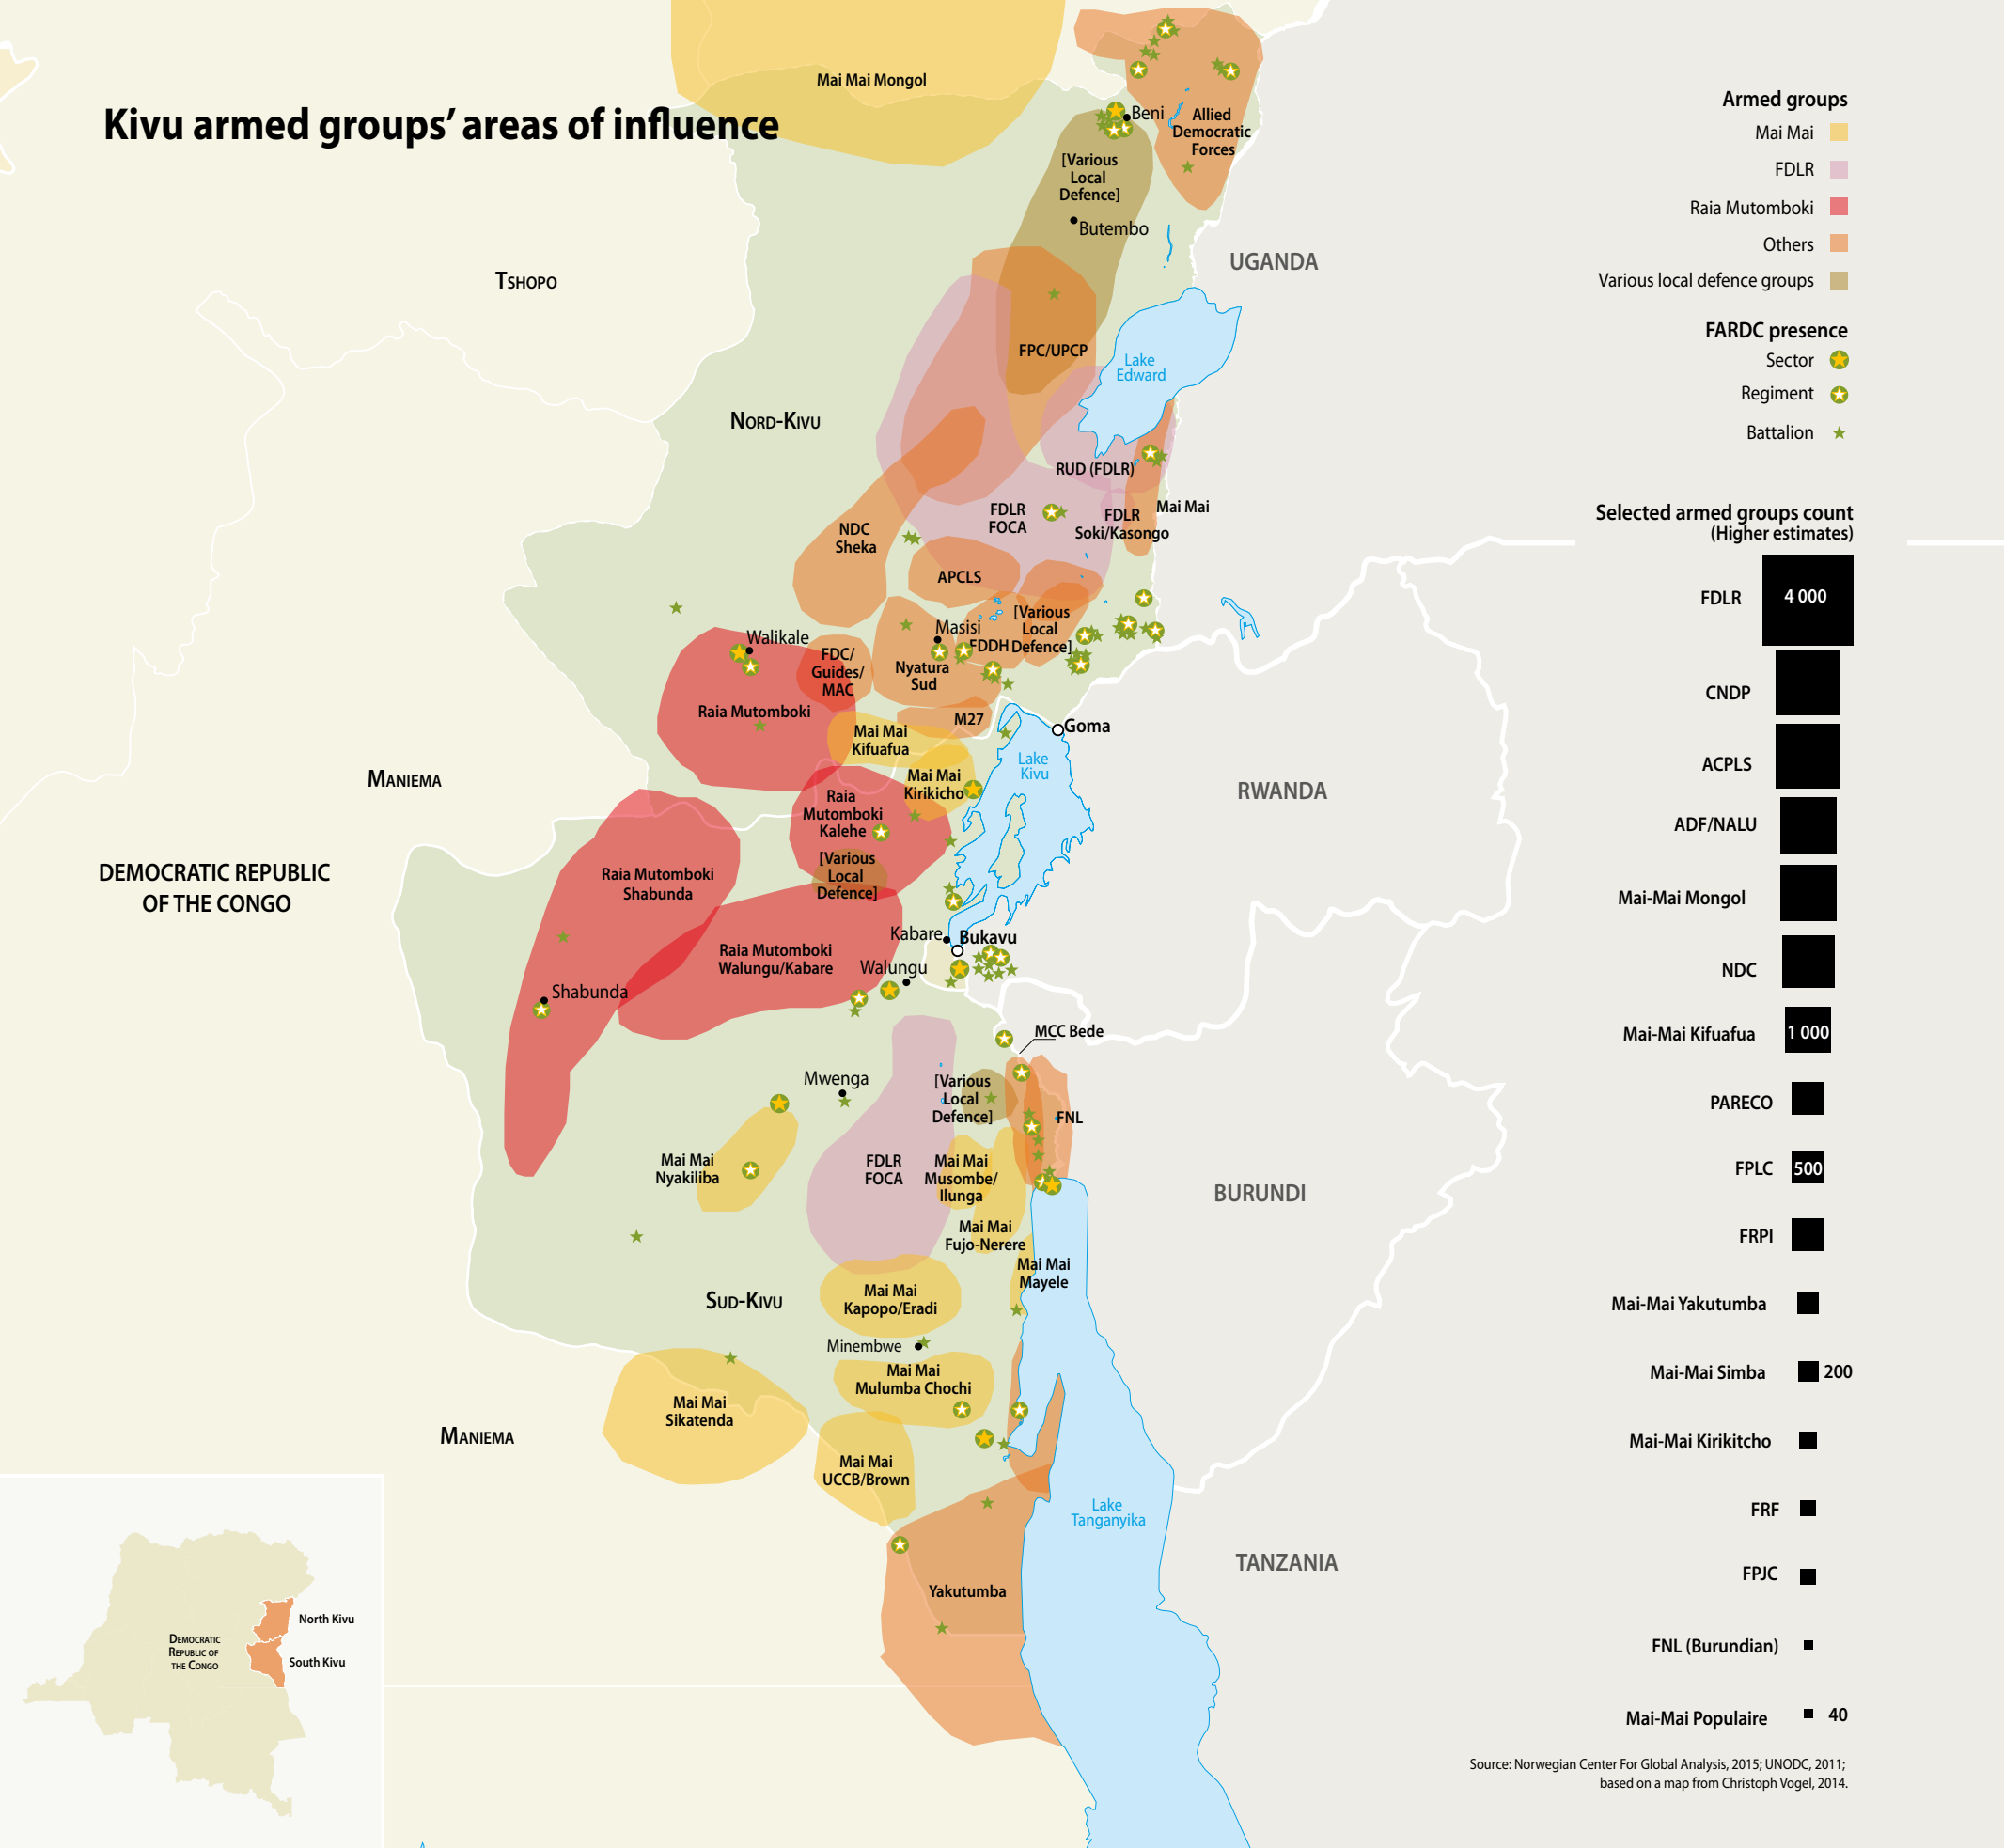 Kivu armed groups' areas of influence
Mai Mai Mongol
Beni
Allied
Democratic
Forces
[Various
Local
Defence]
Butembo
UGANDA
TSHOPO
FPC/UPCP
Lake
Edward
NORD-KIVU
RUD (FDLR)
FDLR
FOCA
FDLR
Soki/Kasongo
Mai Mai
NDC
Sheka
APCLS
[Various
Local
Defence]
Masisi
FDDH
Walikale
FDC/
Guides/
MAC
Nyatura
Sud
Raia Mutomboki
M27
Goma
Mai Mai
Kifuafua
Lake
Kivu
MANIEMA
Mai Mai
Kirikicho
RWANDA
Raia
Mutomboki
Kalehe
[Various
Local
Defence]
DEMOCRATIC REPUBLIC
OF THE CONGO
Raia Mutomboki
Shabunda
Raia Mutomboki
Walungu/Kabare
Kabare
Bukavu
Walungu
Shabunda
MCC Bede
Mwenga
[Various
Local
Defence]
FNL
Mai Mai
Nyakiliba
FDLR
FOCA
Mai Mai
Musombe/
Ilunga
BURUNDI
Mai Mai
Fujo-Nerere
Mai Mai
Mayele
SUD-KIVU
Mai Mai
Kapopo/Eradi
Minembwe
Mai Mai
Mulumba Chochi
Mai Mai
Sikatenda
MANIEMA
Mai Mai
UCCB/Brown
Lake
Tanganyika
TANZANIA
Yakutumba
DEMOCRATIC
REPUBLIC OF
THE CONGO
North Kivu
South Kivu
Armed groups
Mai Mai
FDLR
Raia Mutomboki
Others
Various local defence groups
FARDC presence
Sector
Regiment
Battalion
Selected armed groups count
(Higher estimates)
FDLR 4 000
CNDP
ACPLS
ADF/NALU
Mai-Mai Mongol
NDC
Mai-Mai Kifuafua 1 000
PARECO
FPLC 500
FRPI
Mai-Mai Yakutumba
Mai-Mai Simba 200
Mai-Mai Kirikitcho
FRF
FPJC
FNL (Burundian)
Mai-Mai Populaire 40
Source: Norwegian Center For Global Analysis, 2015; UNODC, 2011;
based on a map from Christoph Vogel, 2014.